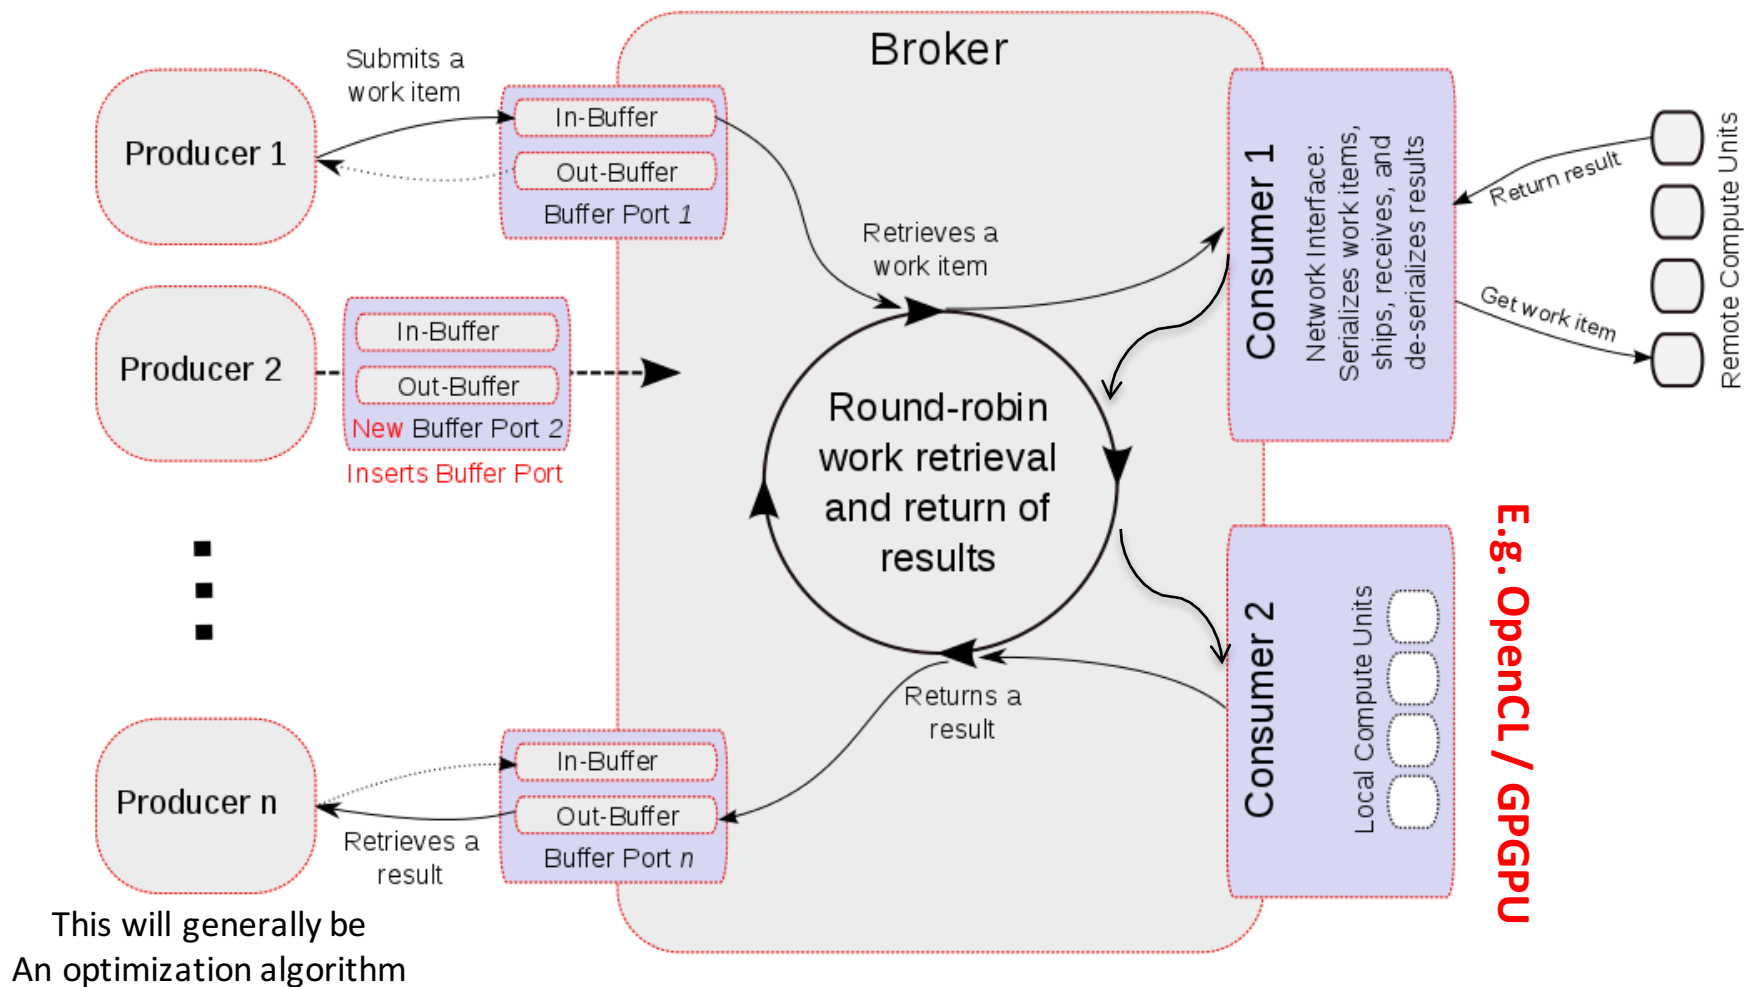 Broker
Submits a
work item
Producer 1
In-Buffer
Out-Buffer
Buffer Port 1
Retrieves a
work item
Consumer 1
Network Interface:
Serializes work items,
ships, receives, and
de-serializes results
Return result
Get work item
Remote Compute Units
Producer 2
In-Buffer
Out-Buffer
New Buffer Port 2
Inserts Buffer Port
Round-robin
work retrieval
and return of
results
Consumer 2
Local Compute Units
E.g. OpenCL / GPGPU
Returns a
result
Producer n
In-Buffer
Out-Buffer
Buffer Port n
Retrieves a
result
This will generally be
An optimization algorithm